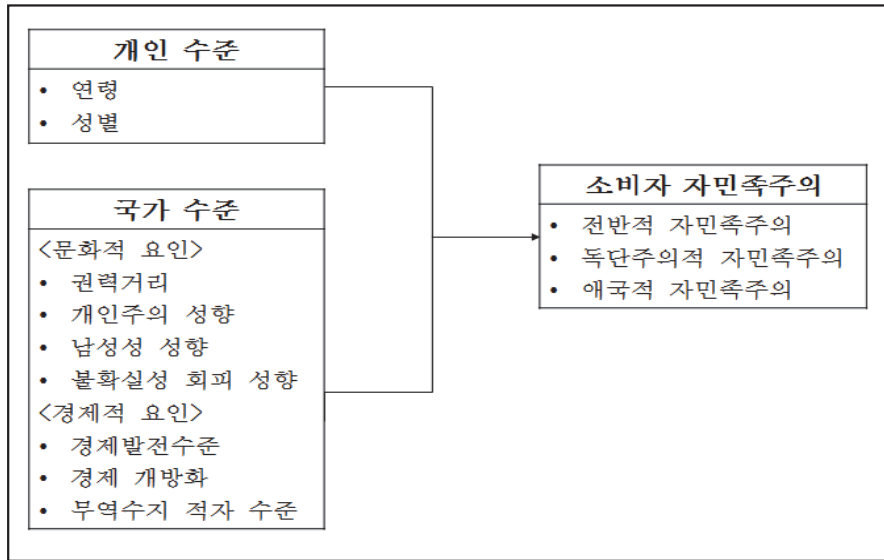 개인 수준
• 연령
• 성별
국가 수준
<문화적 요인>
• 권력거리
• 개인주의 성향
• 남성성 성향
• 불확실성 회피 성향
<경제적 요인>
• 경제발전수준
• 경제 개방화
• 무역수지 적자 수준
소비자 자민족주의
• 전반적 자민족주의
• 독단주의적 자민족주의
• 애국적 자민족주의